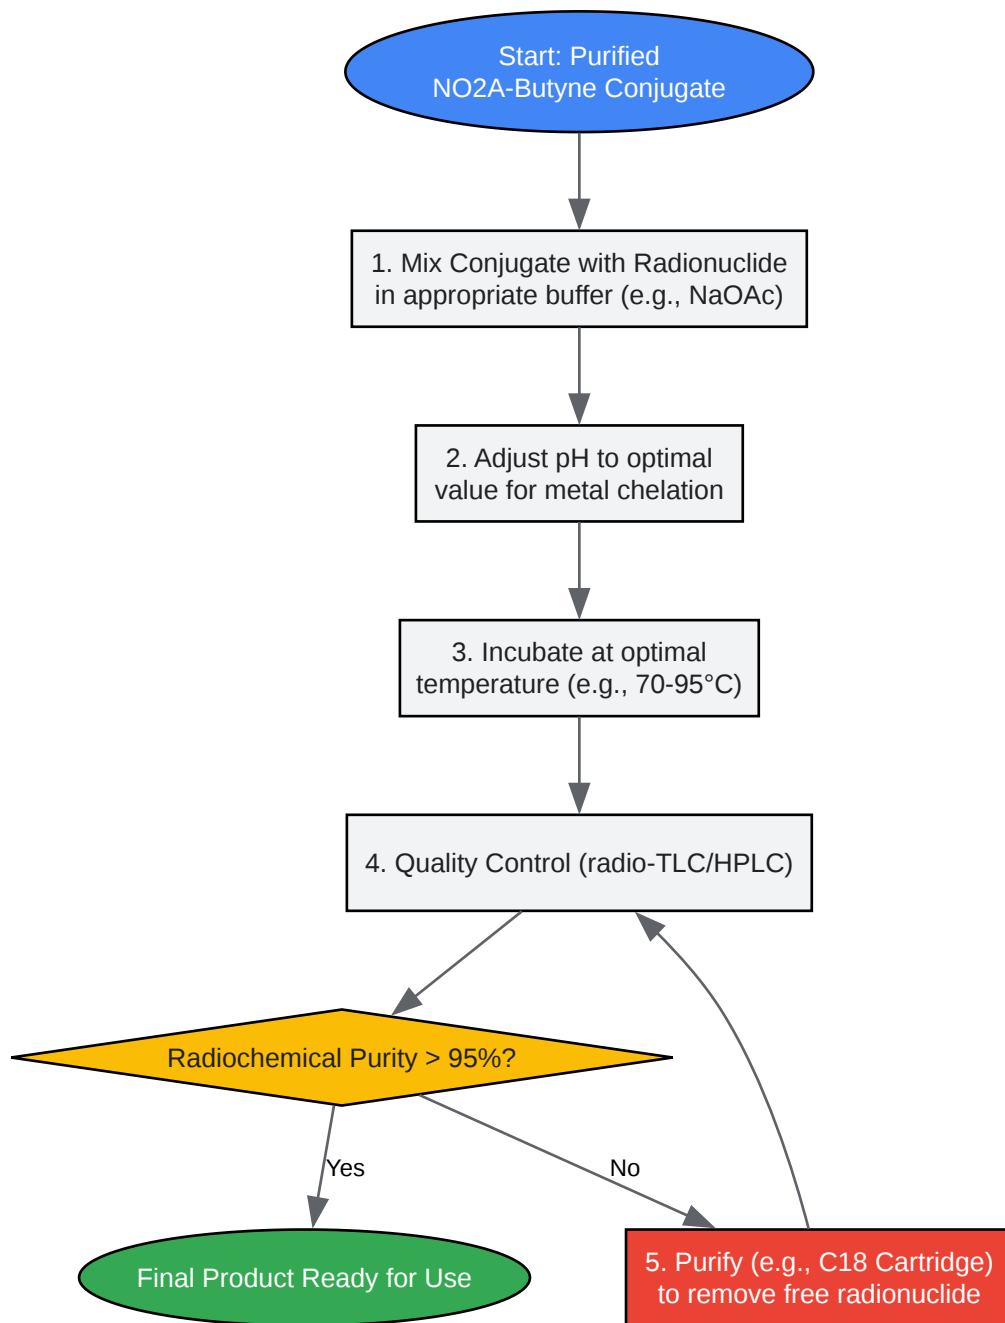 Start: Purified
NO2A-Butyne Conjugate
1. Mix Conjugate with Radionuclide
in appropriate buffer (e.g., NaOAc)
2. Adjust pH to optimal
value for metal chelation
3. Incubate at optimal
temperature (e.g., 70-95°C)
4. Quality Control (radio-TLC/HPLC)
Radiochemical Purity > 95%?
Yes
No
Final Product Ready for Use
5. Purify (e.g., C18 Cartridge)
to remove free radionuclide